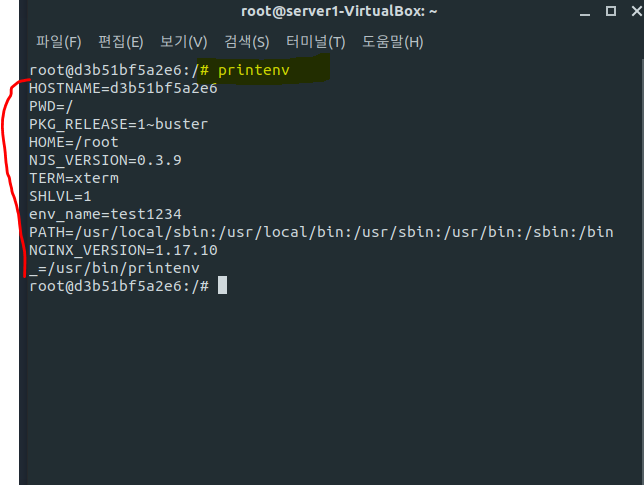 root@server1-VirtualBox: ~
파일(F) 편집(E) 보기(V) 검색(S) 터미널(T) 도움말(H)
root@d3b51bf5a2e6:/# printenv
HOSTNAME=d3b51bf5a2e6
PWD=/
PKG_RELEASE=1~buster
HOME=/root
NJS_VERSION=0.3.9
TERM=xterm
SHLVL=1
env_name=test1234
PATH=/usr/local/sbin:/usr/local/bin:/usr/sbin:/usr/bin:/sbin:/bin
NGINX_VERSION=1.17.10
_=/usr/bin/printenv
root@d3b51bf5a2e6:/#